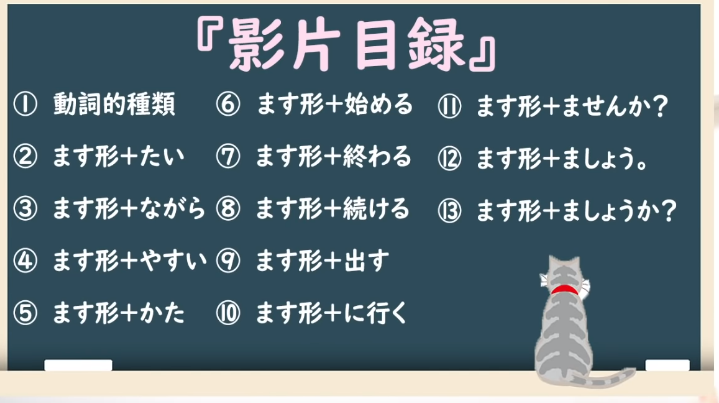 『影片目録』
① 動詞的種類
② ます形＋たい
③ ます形＋ながら
④ ます形＋やすい
⑤ ます形＋かた
⑥ ます形＋始める
⑦ ます形＋終わる
⑧ ます形＋続ける
⑨ ます形＋出す
⑩ ます形＋に行く
⑪ ます形＋ませんか？
⑫ ます形＋ましょう。
⑬ ます形＋ましょうか？